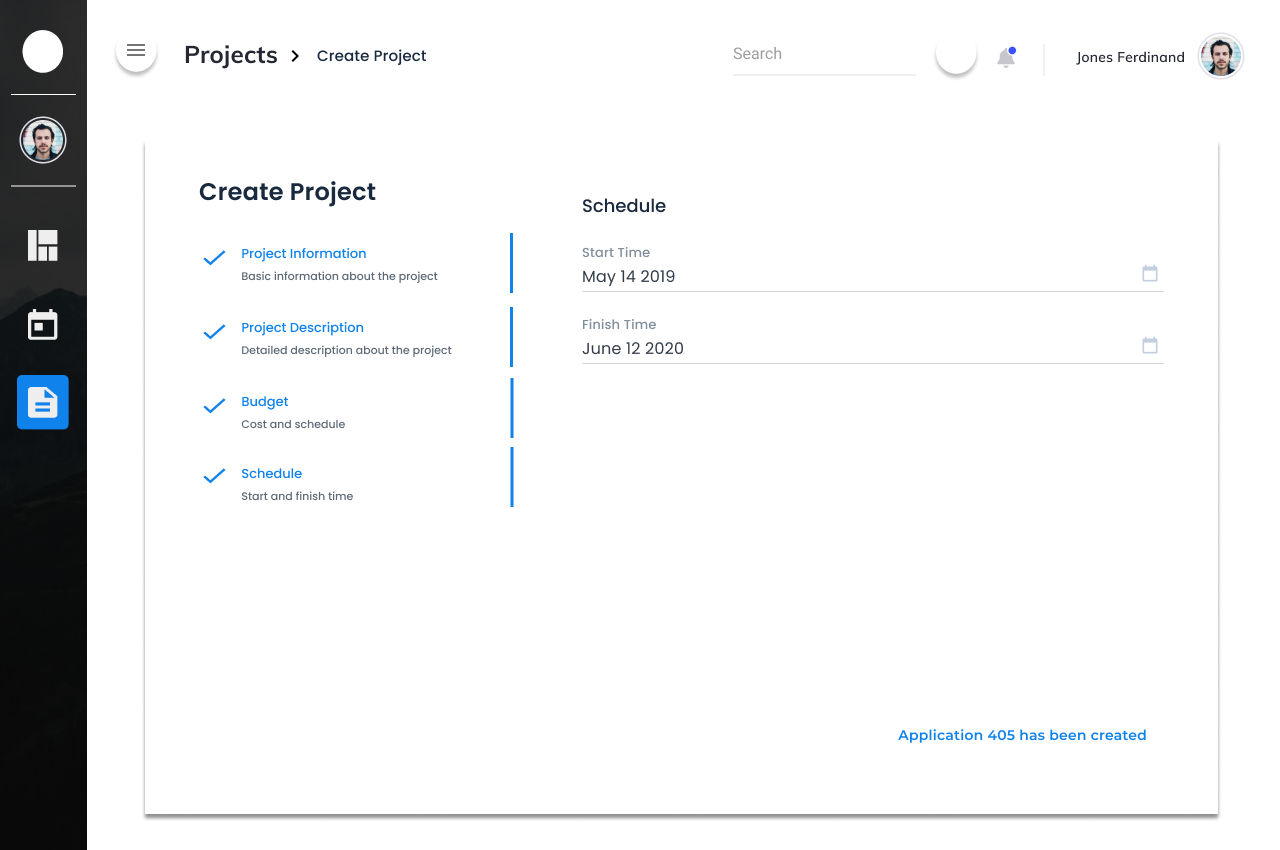 Projects
Create Project
Search
Jones Ferdinand
Create Project
Project Information
Basic information about the project
Project Description
Detailed description about the project
Budget
Cost and schedule
Schedule
Start and finish time
Schedule
Start Time
May 14 2019
Finish Time
June 12 2020
Application 405 has been created